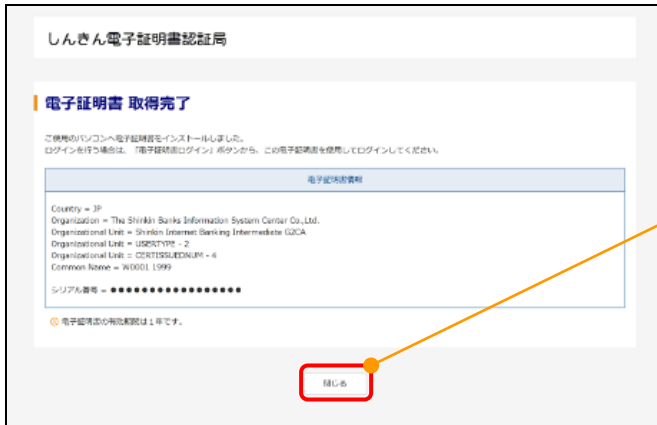 しんきん電子証明書認証局
電子証明書 取得完了
ご使用のパソコンへ電子証明書をインストールしました。
ログインを行う場合は、「電子証明書ログイン」ボタンから、この電子証明書を使用してログインしてください。
電子証明書情報
Country = JP
Organization = The Shinkin Banks Information System Center Co.,Ltd.
Organizational Unit = Shinkin Internet Banking Intermediate G2CA
Organizational Unit = USERTYPE - 2
Organizational Unit = CERTISSUEDNUM - 4
Common Name = W0001 1999
シリアル番号 = ●●●●●●●●●●●●●●●●●
電子証明書の有効期間は1年です。
閉じる